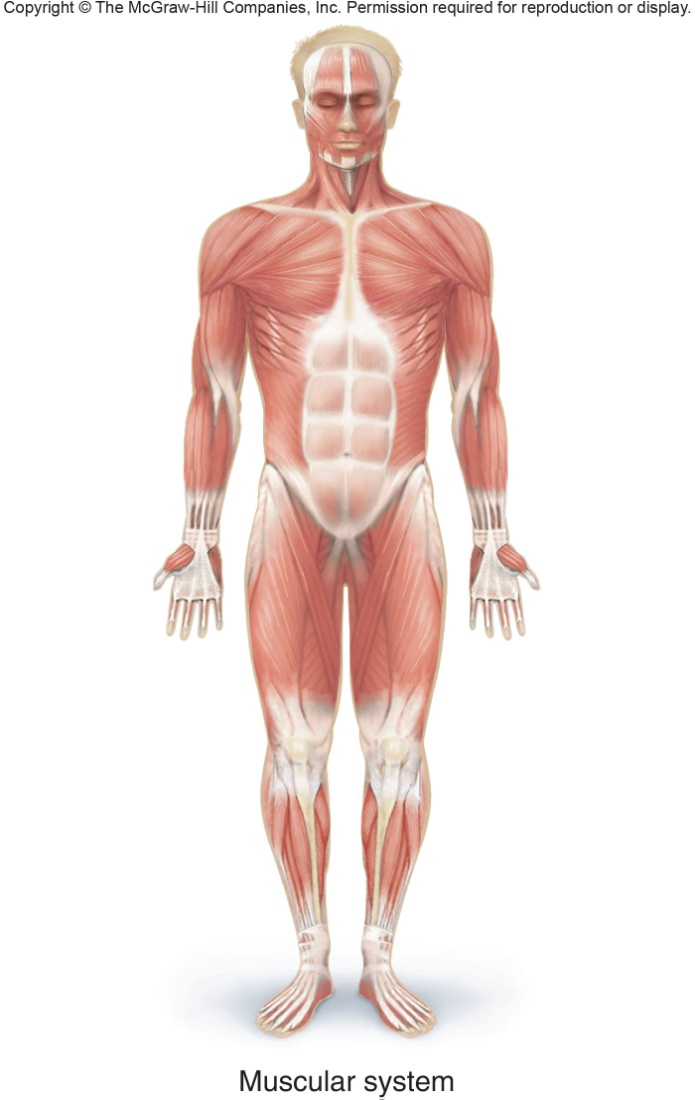 Copyright © The McGraw-Hill Companies, Inc. Permission required for reproduction or display.
Muscular system